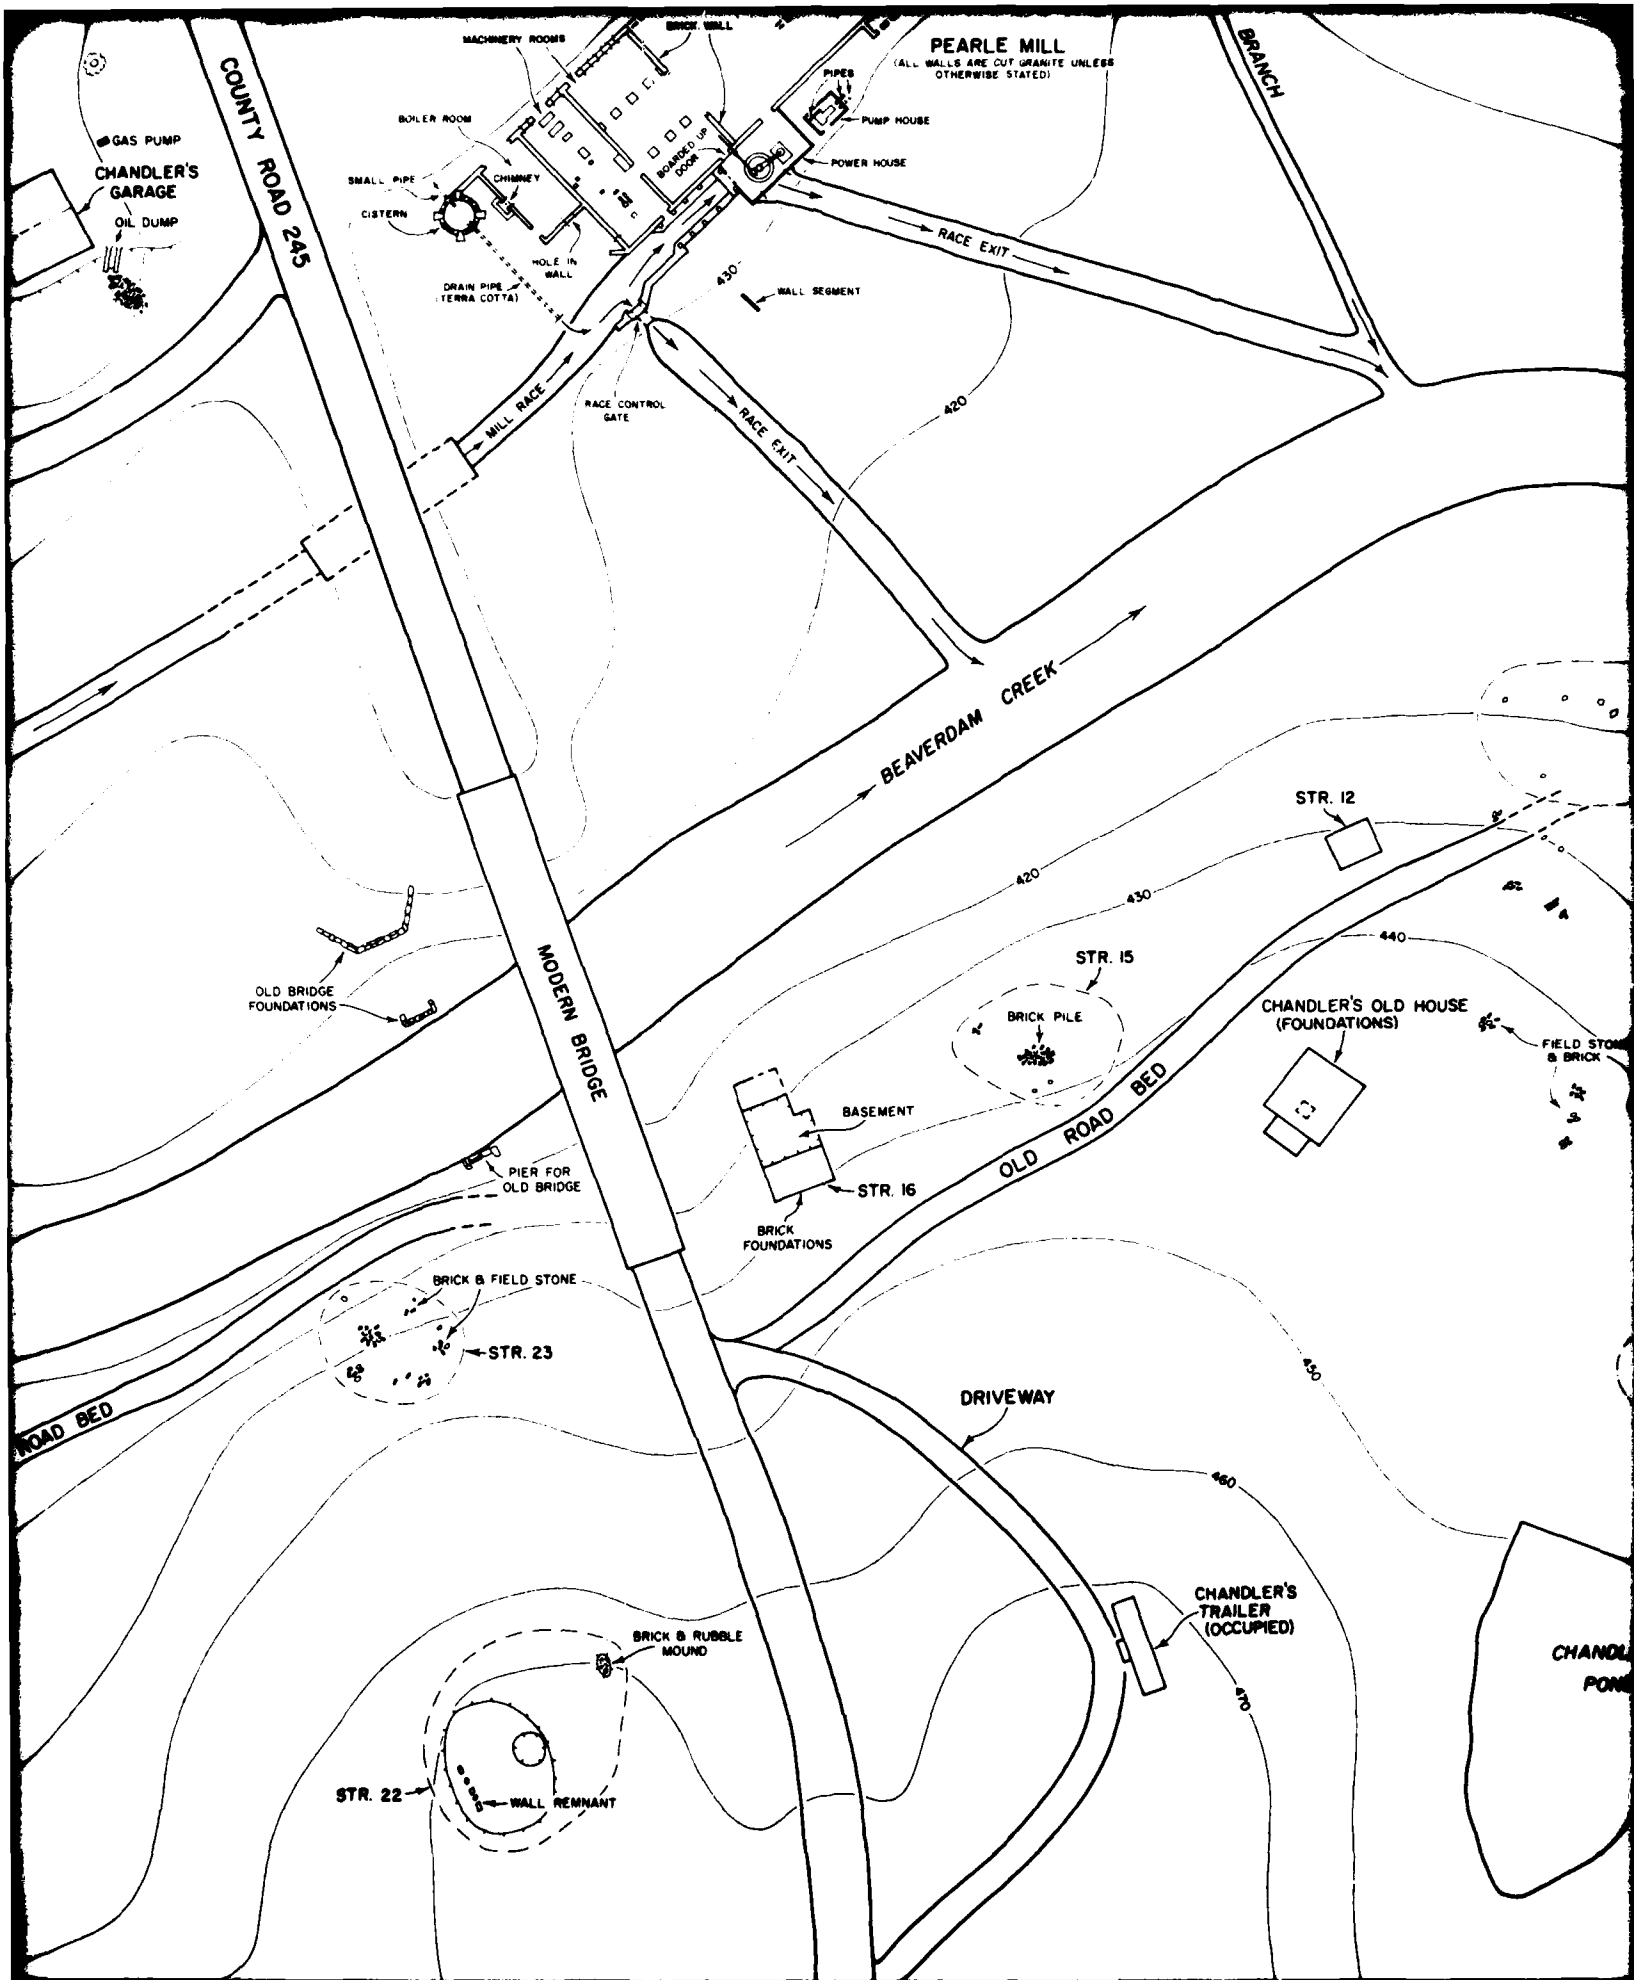 BRICK WALL
MACHINERY ROOMS
PEARLE MILL
(ALL WALLS ARE CUT GRANITE UNLESS
OTHERWISE STATED)
BRANCH
COUNTY ROAD 245
PIPES
BOILER ROOM
PUMP HOUSE
GAS PUMP
BOARDED UP
DOOR
POWER HOUSE
CHANDLER'S
GARAGE
SMALL PIPE
CHIMNEY
CISTERN
OIL DUMP
RACE EXIT
HOLE IN
WALL
430
DRAIN PIPE
(TERRA COTTA)
WALL SEGMENT
MILL RACE
RACE CONTROL
GATE
RACE EXIT
420
BEAVERDAM CREEK
STR. 12
420
430
440
MODERN BRIDGE
STR. 15
OLD BRIDGE
FOUNDATIONS
BRICK PILE
CHANDLER'S OLD HOUSE
(FOUNDATIONS)
FIELD STONE
& BRICK
BASEMENT
OLD ROAD BED
PIER FOR
OLD BRIDGE
STR. 16
BRICK
FOUNDATIONS
BRICK & FIELD STONE
STR. 23
450
DRIVEWAY
ROAD BED
460
CHANDLER'S
TRAILER
(OCCUPIED)
BRICK & RUBBLE
MOUND
CHANDL
PON
470
STR. 22
WALL REMNANT